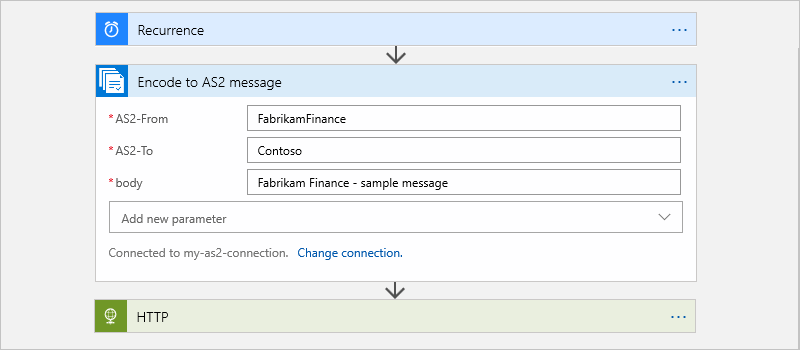 Recurrence ...
Encode to AS2 message ...
* AS2-From FabrikamFinance
* AS2-To Contoso
* body Fabrikam Finance - sample message
Add new parameter
Connected to my-as2-connection. Change connection.
HTTP ...